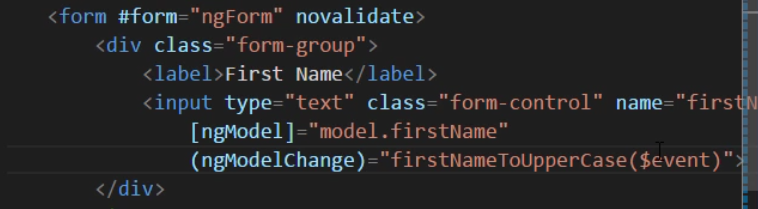 <form #form="ngForm" novalidate>
<div class="form-group">
<label>First Name</label>
<input type="text" class="form-control" name="firstN
[ngModel]="model.firstName"
(ngModelChange)="firstNameToUpperCase($event)">
</div>